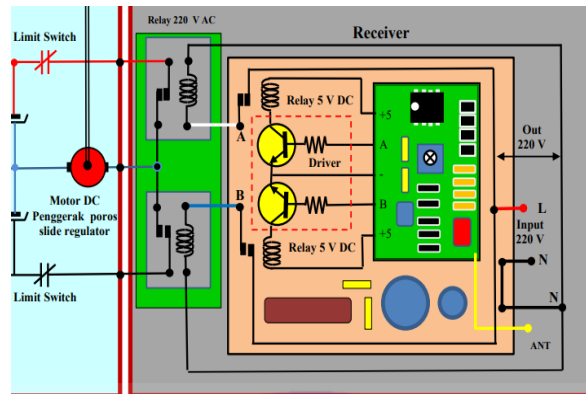 Relay 220 V AC
Limit Switch
Receiver
Relay 5 V DC
+5
A
A
Driver
-
Out
220 V
Motor DC
Penggerak poros
slide regulator
B
B
L
Input
220 V
+5
Relay 5 V DC
N
Limit Switch
N
ANT